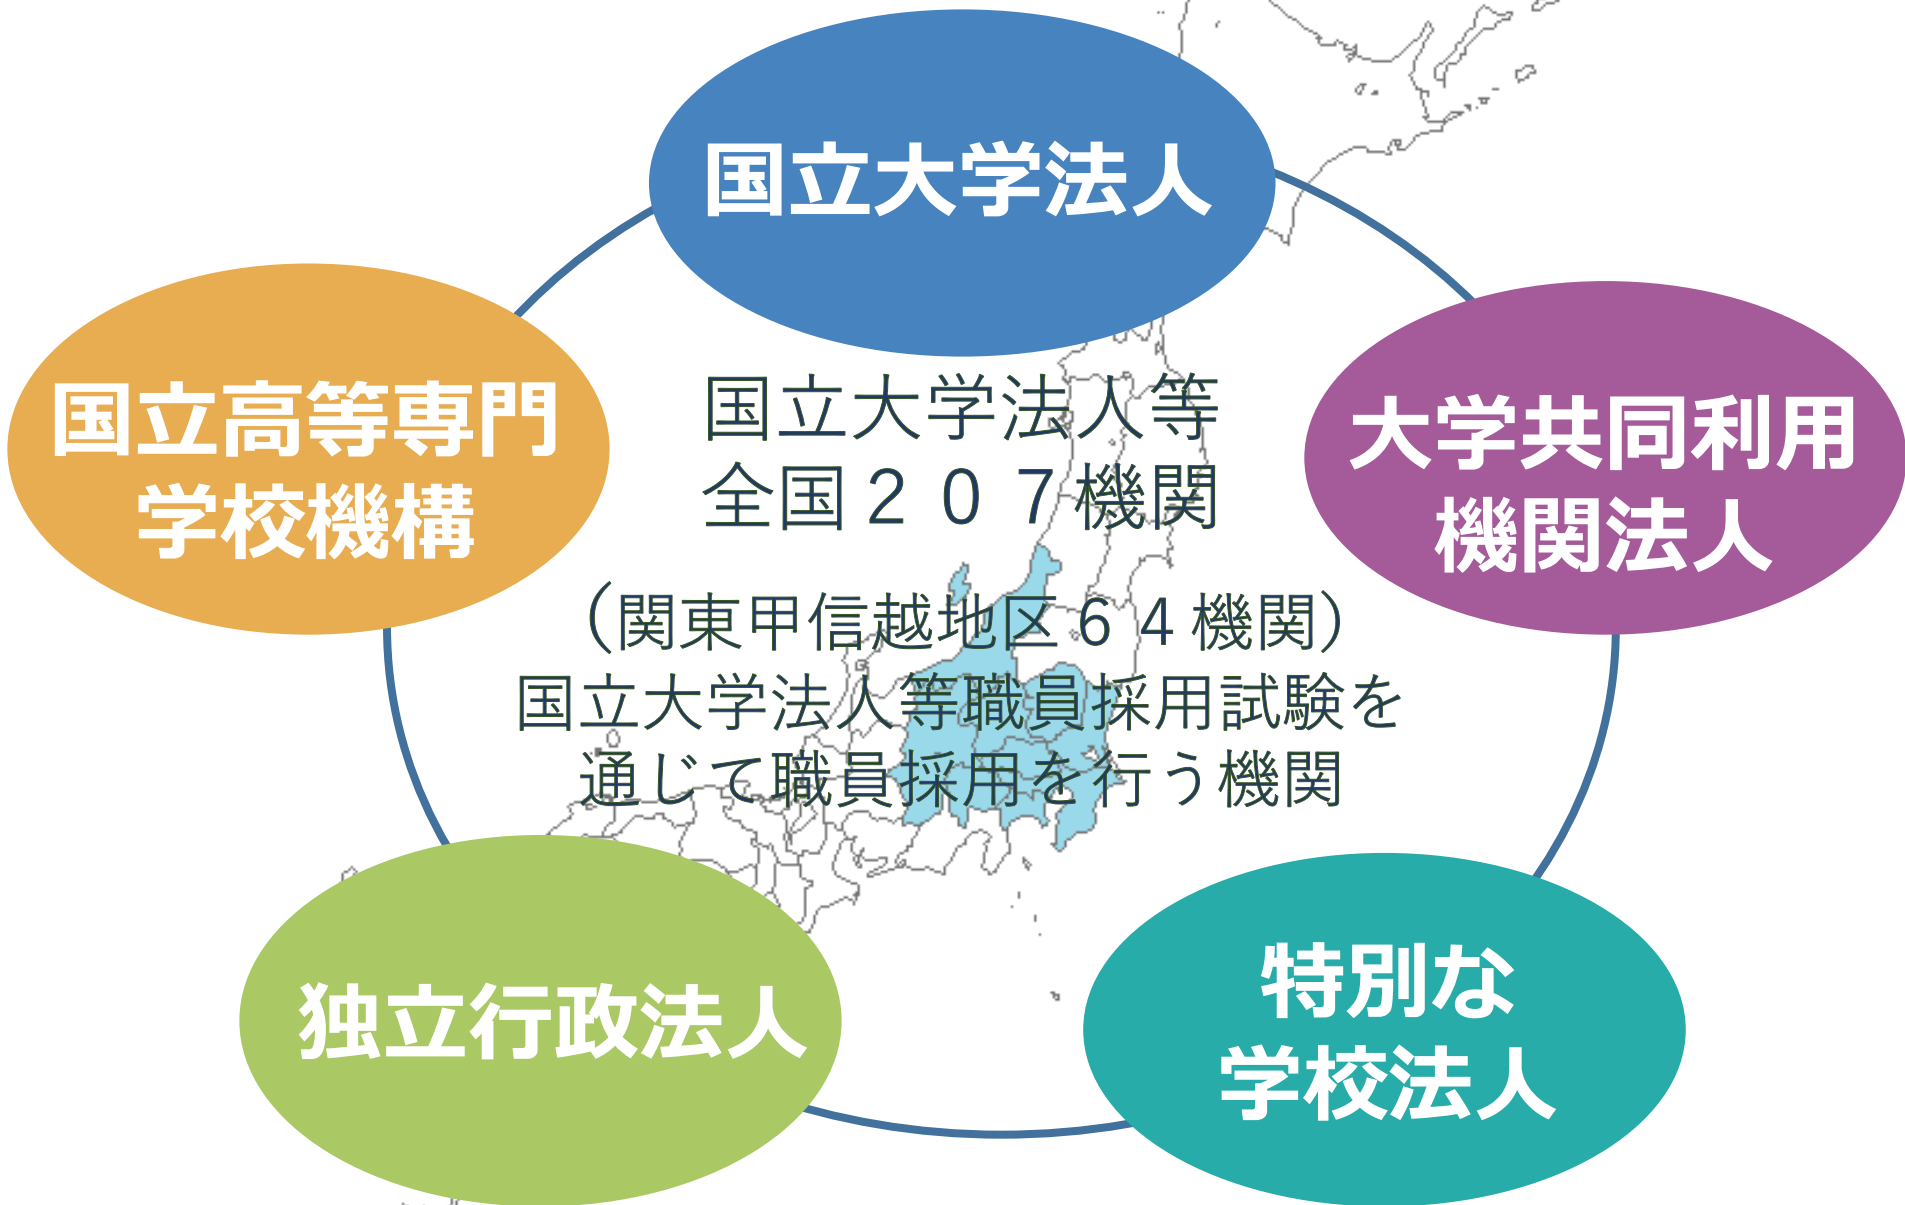 国立大学法人
国立高等専門
学校機構
大学共同利用
機関法人
国立大学法人等
全国２０７機関
（関東甲信越地区６４機関）
国立大学法人等職員採用試験を
通じて職員採用を行う機関
独立行政法人
特別な
学校法人